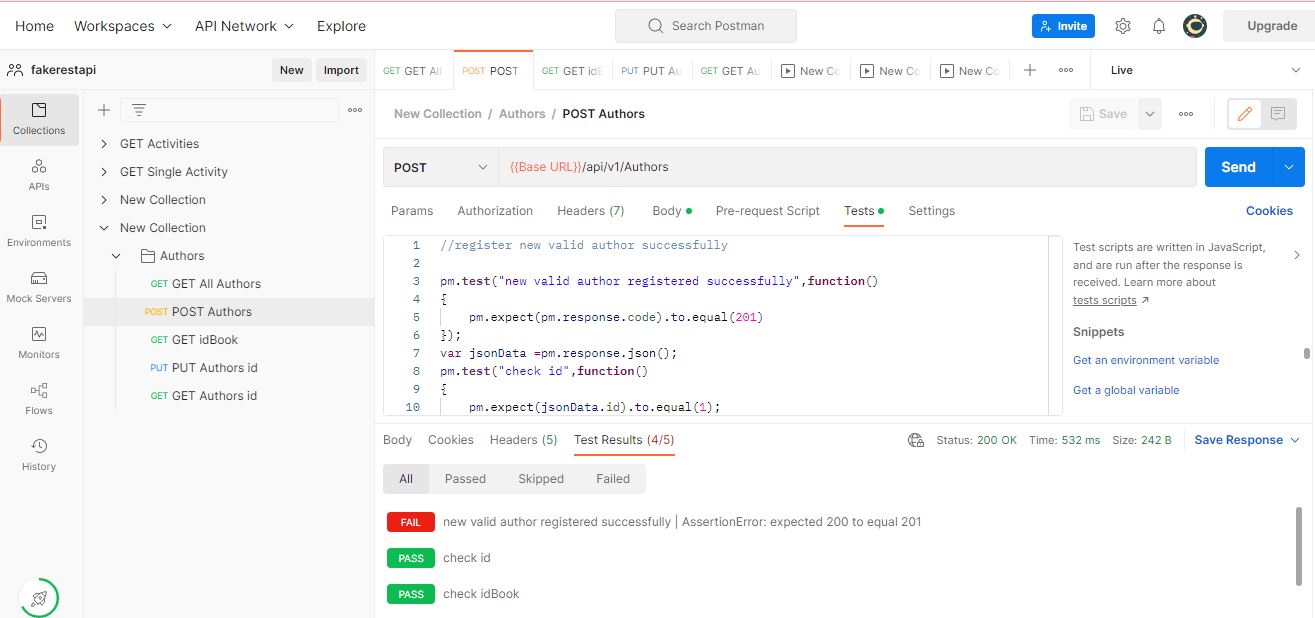 Home Workspaces API Network Explore Search Postman Invite Upgrade
fakerestapi New Import
GET GET All POST POST GET GET idB PUT PUT Au GET GET Au New Co New Co New Co Live
Collections
APIs
Environments
Mock Servers
Monitors
Flows
History
GET Activities
GET Single Activity
New Collection
New Collection
Authors
GET GET All Authors
POST POST Authors
GET GET idBook
PUT PUT Authors id
GET GET Authors id
New Collection / Authors / POST Authors Save
POST {{Base URL}}/api/v1/Authors Send
Params Authorization Headers (7) Body Pre-request Script Tests Settings Cookies
1 //register new valid author successfully
2
3 pm.test("new valid author registered successfully",function()
4 {
5 pm.expect(pm.response.code).to.equal(201)
6 });
7 var jsonData =pm.response.json();
8 pm.test("check id",function()
9 {
10 pm.expect(jsonData.id).to.equal(1);
Test scripts are written in JavaScript,
and are run after the response is
received. Learn more about
tests scripts ↗
Snippets
Get an environment variable
Get a global variable
Body Cookies Headers (5) Test Results (4/5) Status: 200 OK Time: 532 ms Size: 242 B Save Response
All Passed Skipped Failed
FAIL new valid author registered successfully | AssertionError: expected 200 to equal 201
PASS check id
PASS check idBook